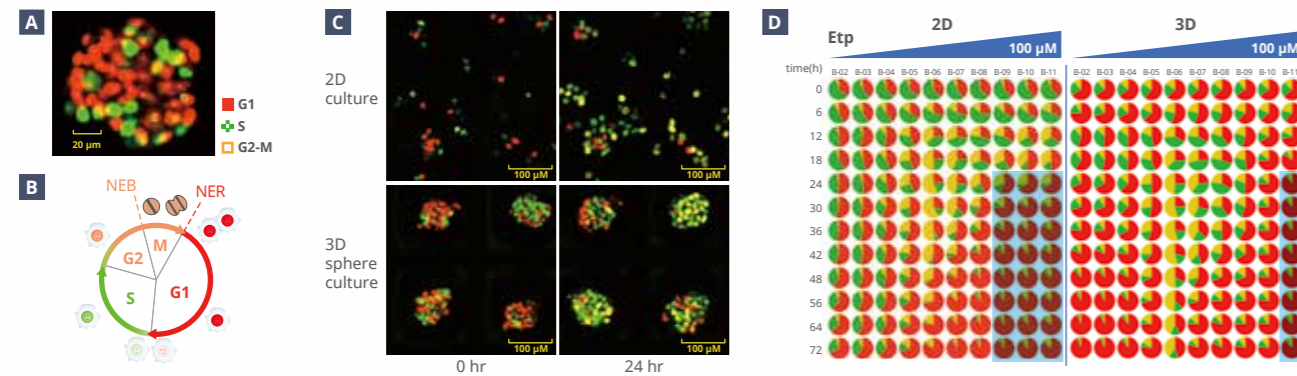 A
20 µm
G1
S
G2-M
B
NEB
NER
M
G2
S
G1
C
2D
culture
100 µM
100 µM
3D
sphere
culture
100 µM
100 µM
0 hr
24 hr
D
2D
3D
Etp
100 µM
100 µM
time(h)
B-02 B-03 B-04 B-05 B-06 B-07 B-08 B-09 B-10 B-11
B-02 B-03 B-04 B-05 B-06 B-07 B-08 B-09 B-10 B-11
0
6
12
18
24
30
36
42
48
56
64
72